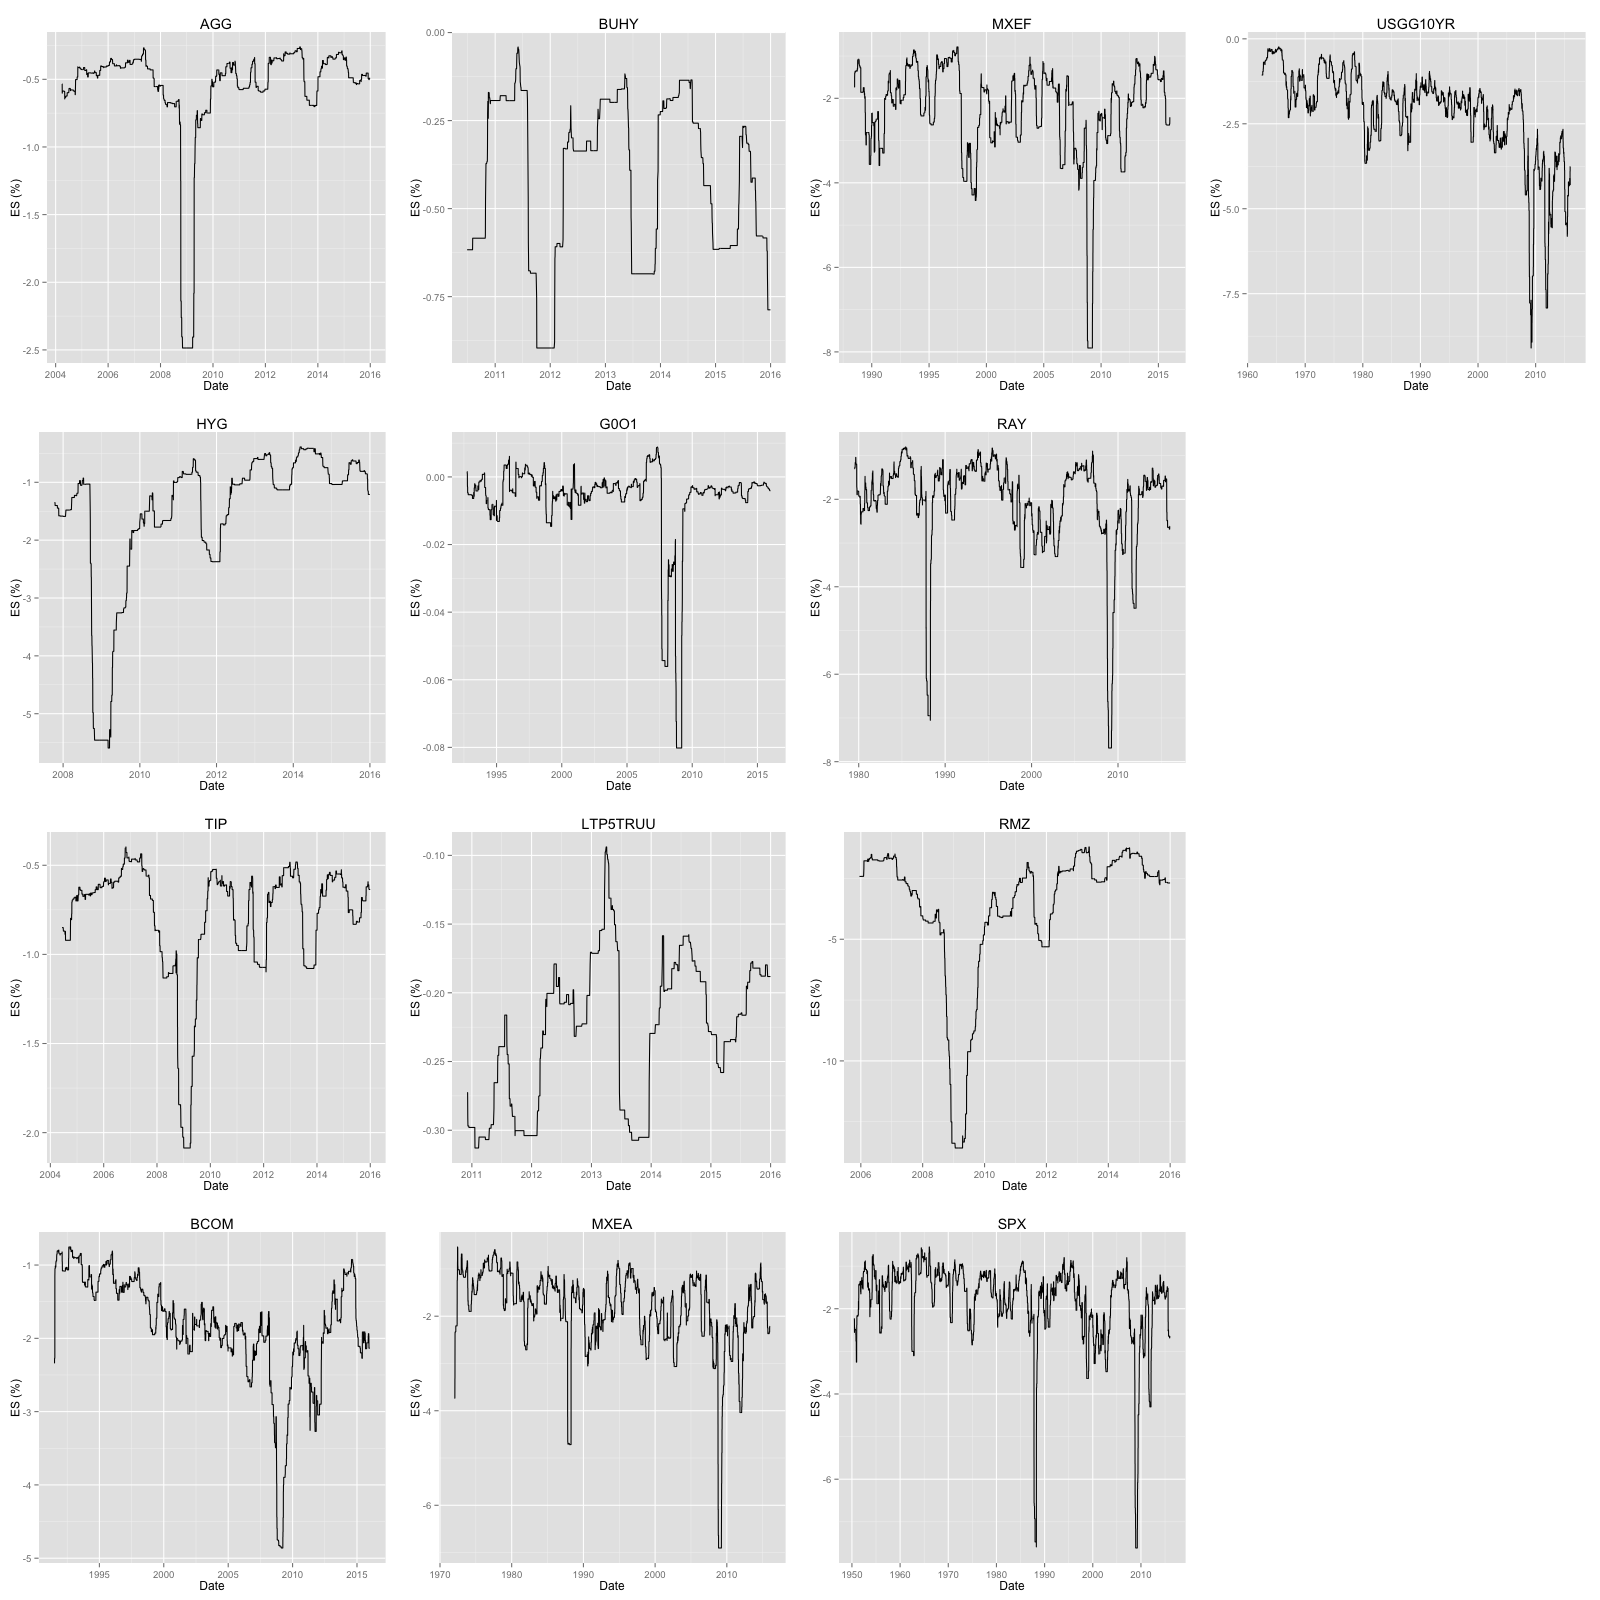 AGG
ES (%)
-0.5
-1.0
-1.5
-2.0
-2.5
2004 2006 2008 2010 2012 2014 2016
Date
BUHY
ES (%)
0.00
-0.25
-0.50
-0.75
2011 2012 2013 2014 2015 2016
Date
MXEF
ES (%)
-2
-4
-6
-8
1990 1995 2000 2005 2010 2015
Date
USGG10YR
ES (%)
0.0
-2.5
-5.0
-7.5
1960 1970 1980 1990 2000 2010
Date
HYG
ES (%)
-1
-2
-3
-4
-5
2008 2010 2012 2014 2016
Date
G0O1
ES (%)
0.00
-0.02
-0.04
-0.06
-0.08
1995 2000 2005 2010 2015
Date
RAY
ES (%)
-2
-4
-6
-8
1980 1990 2000 2010
Date
TIP
ES (%)
-0.5
-1.0
-1.5
-2.0
2004 2006 2008 2010 2012 2014 2016
Date
LTP5TRUU
ES (%)
-0.10
-0.15
-0.20
-0.25
-0.30
2011 2012 2013 2014 2015 2016
Date
RMZ
ES (%)
-5
-10
2006 2008 2010 2012 2014 2016
Date
BCOM
ES (%)
-1
-2
-3
-4
-5
1995 2000 2005 2010 2015
Date
MXEA
ES (%)
-2
-4
-6
1970 1980 1990 2000 2010
Date
SPX
ES (%)
-2
-4
-6
1950 1960 1970 1980 1990 2000 2010
Date